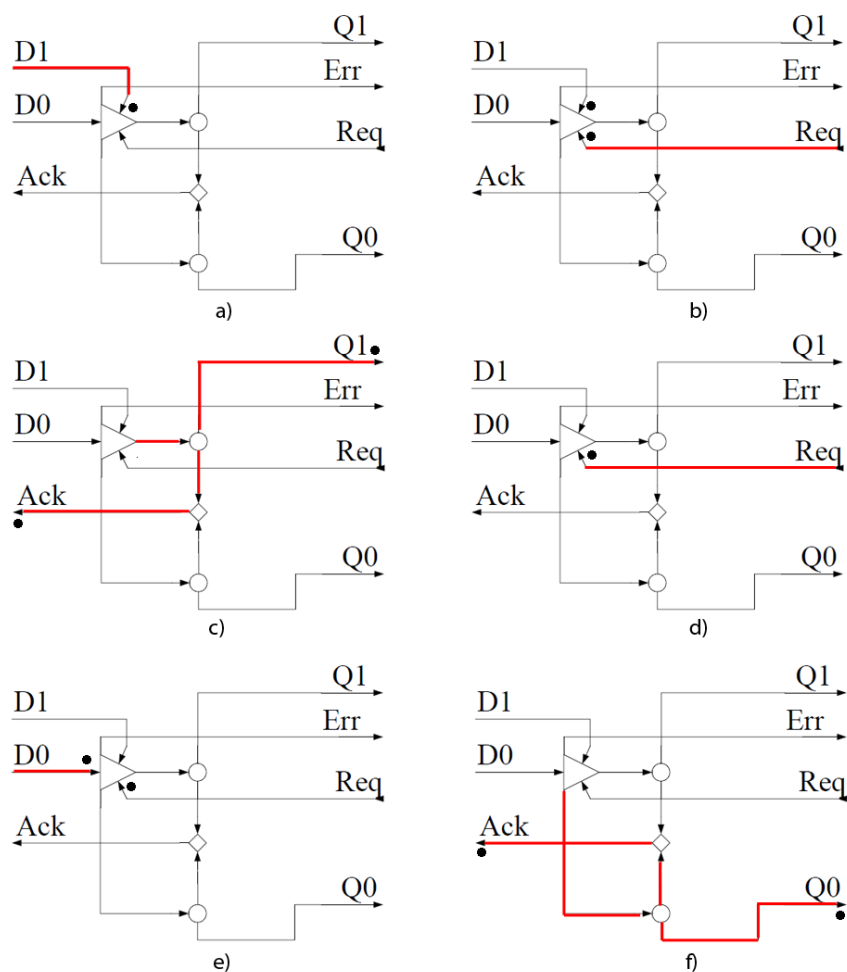 Q1
D1
Err
D0
Req
Ack
Q0
a)
Q1
D1
Err
D0
Req
Ack
Q0
b)
Q1
D1
Err
D0
Req
Ack
Q0
c)
Q1
D1
Err
D0
Req
Ack
Q0
d)
Q1
D1
Err
D0
Req
Ack
Q0
e)
Q1
D1
Err
D0
Req
Ack
Q0
f)